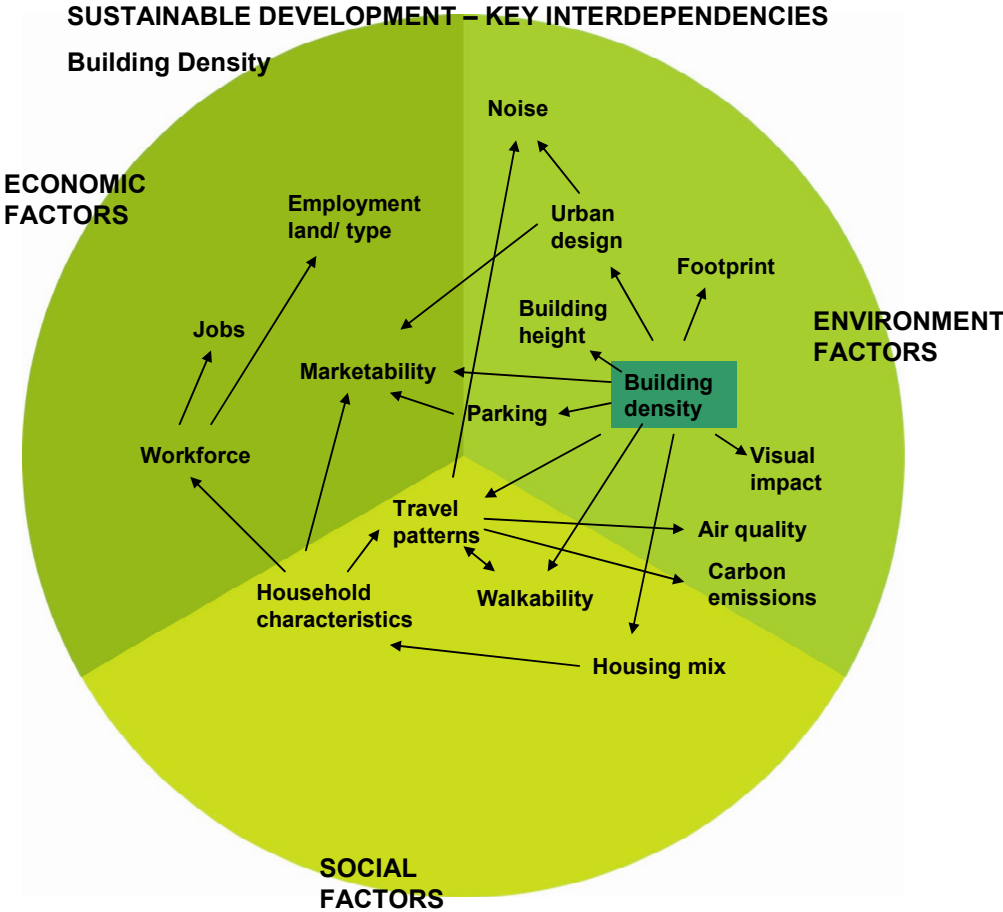 SUSTAINABLE DEVELOPMENT – KEY INTERDEPENDENCIES
Building Density
Noise
ECONOMIC
FACTORS
Employment
land/ type
Urban
design
Footprint
Building
height
ENVIRONMENT
FACTORS
Jobs
Marketability
Building
density
Parking
Workforce
Visual
impact
Travel
patterns
Air quality
Carbon
emissions
Household
characteristics
Walkability
Housing mix
SOCIAL
FACTORS